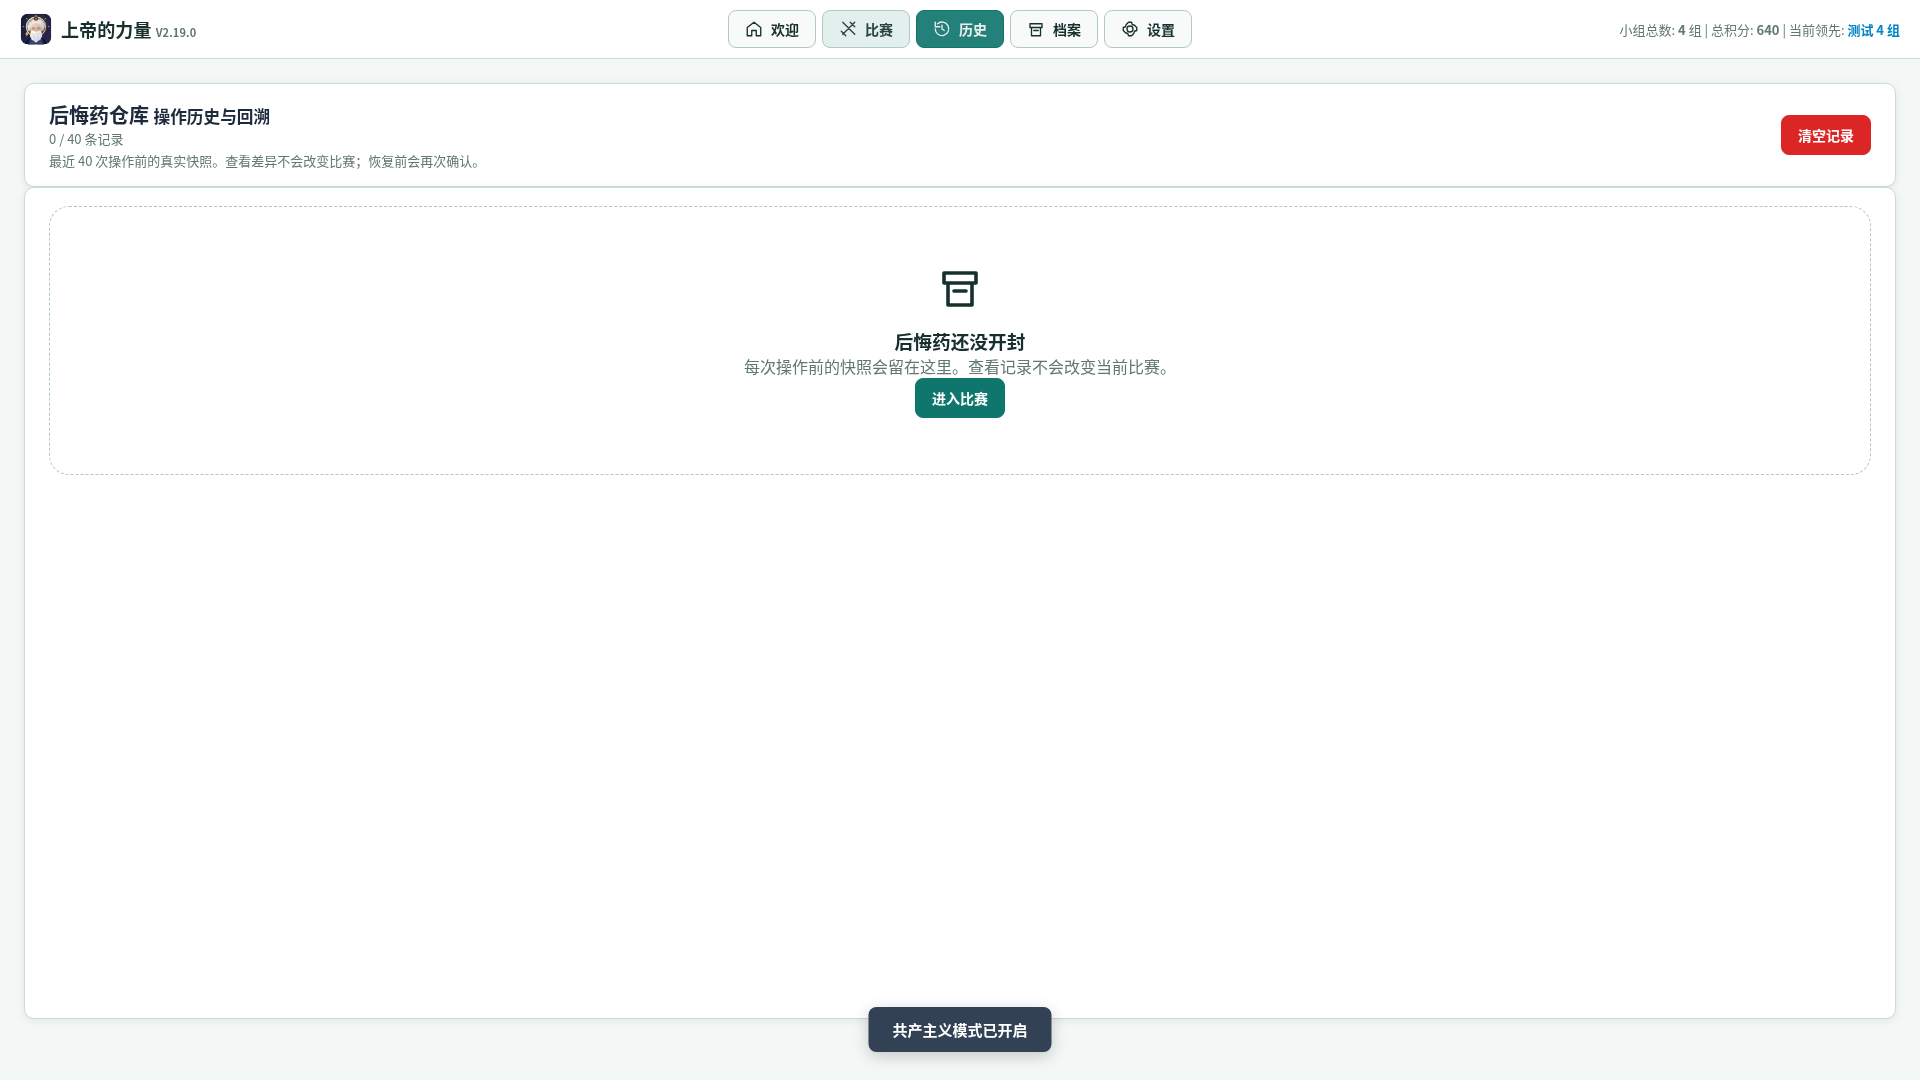 上帝的力量 V2.19.0
欢迎
比赛
历史
档案
设置
小组总数: 4 组 | 总积分: 640 | 当前领先: 测试 4 组
后悔药仓库 操作历史与回溯
0 / 40 条记录
最近 40 次操作前的真实快照。查看差异不会改变比赛；恢复前会再次确认。
清空记录
后悔药还没开封
每次操作前的快照会留在这里。查看记录不会改变当前比赛。
进入比赛
共产主义模式已开启